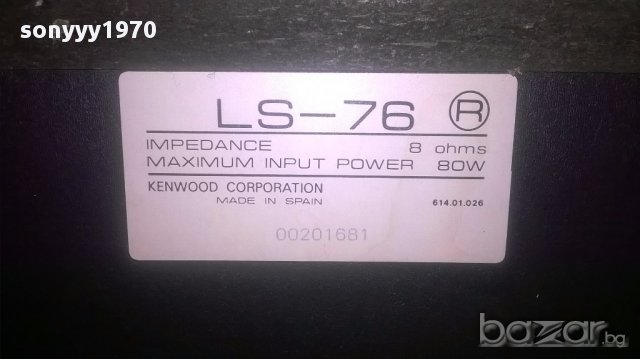 sonyyy1970
LS-76 R
IMPEDANCE 8 ohms
MAXIMUM INPUT POWER 80W
KENWOOD CORPORATION
MADE IN SPAIN 614.01.026
00201681
bazar.bg